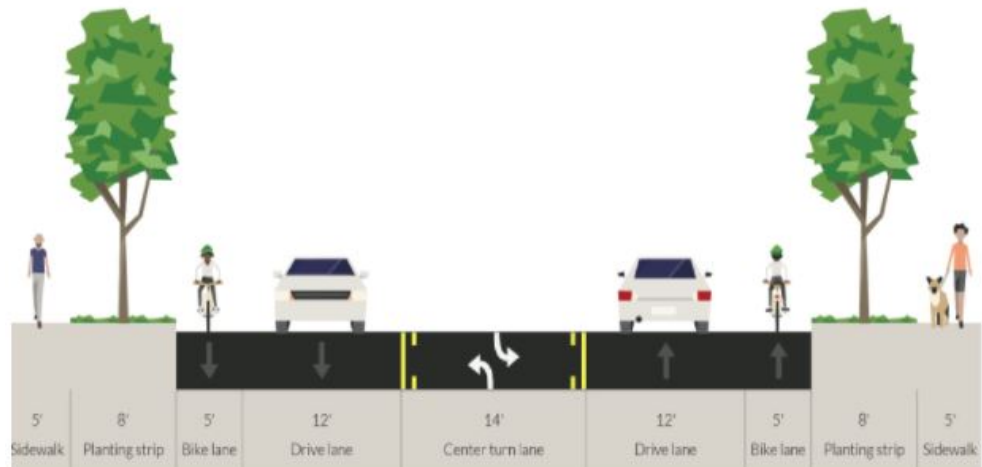 5' 8' 5' 12' 14' 12' 5' 8' 5'
Sidewalk Planting strip Bike lane Drive lane Center turn lane Drive lane Bike lane Planting strip Sidewalk